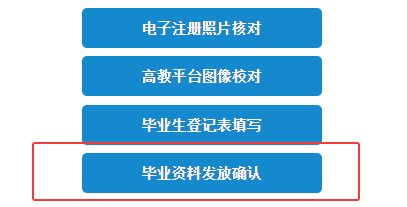 电子注册照片核对
高教平台图像校对
毕业生登记表填写
毕业资料发放确认